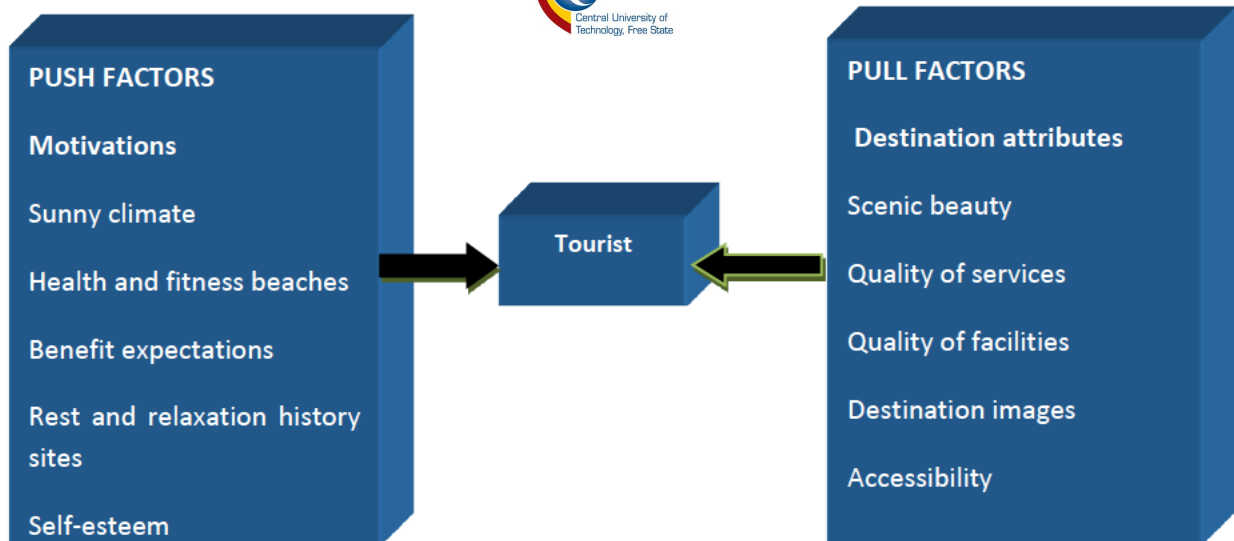 Central University of
Technology, Free State
PUSH FACTORS
Motivations
Sunny climate
Health and fitness beaches
Benefit expectations
Rest and relaxation history
sites
Self-esteem
Tourist
PULL FACTORS
Destination attributes
Scenic beauty
Quality of services
Quality of facilities
Destination images
Accessibility